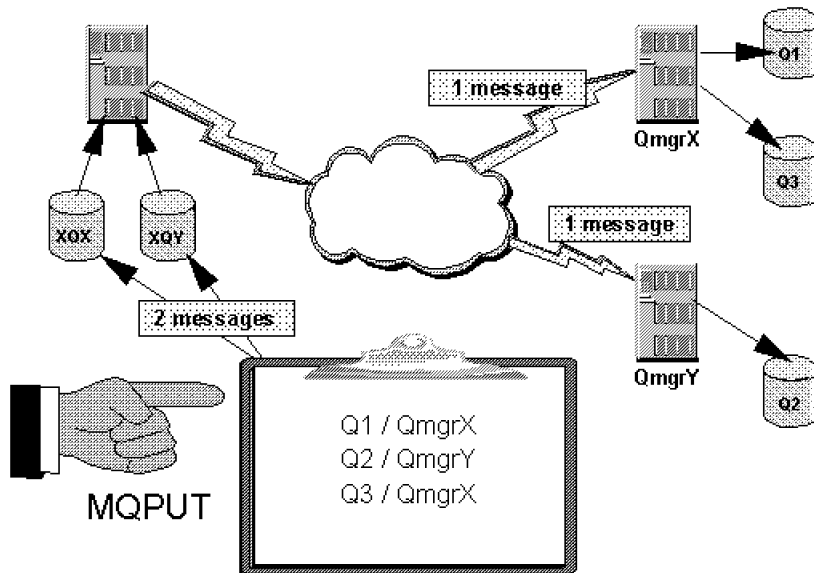 Q1
1 message
QmgrX
Q3
XQX
XQY
1 message
2 messages
QmgrY
Q2
Q1 / QmgrX
Q2 / QmgrY
Q3 / QmgrX
MQPUT